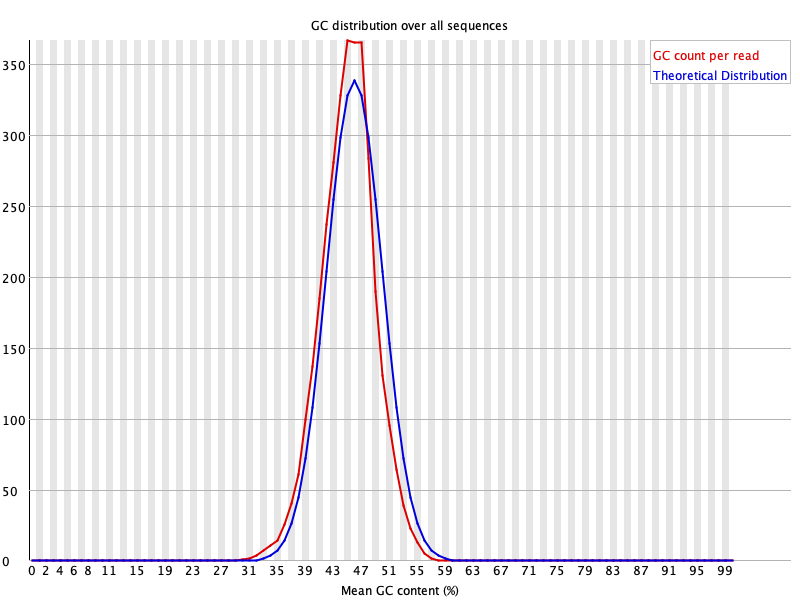 GC distribution over all sequences
GC count per read
Theoretical Distribution
350
300
250
200
150
100
50
0
0 2 4 6 8 11 15 19 23 27 31 35 39 43 47 51 55 59 63 67 71 75 79 83 87 91 95 99
Mean GC content (%)